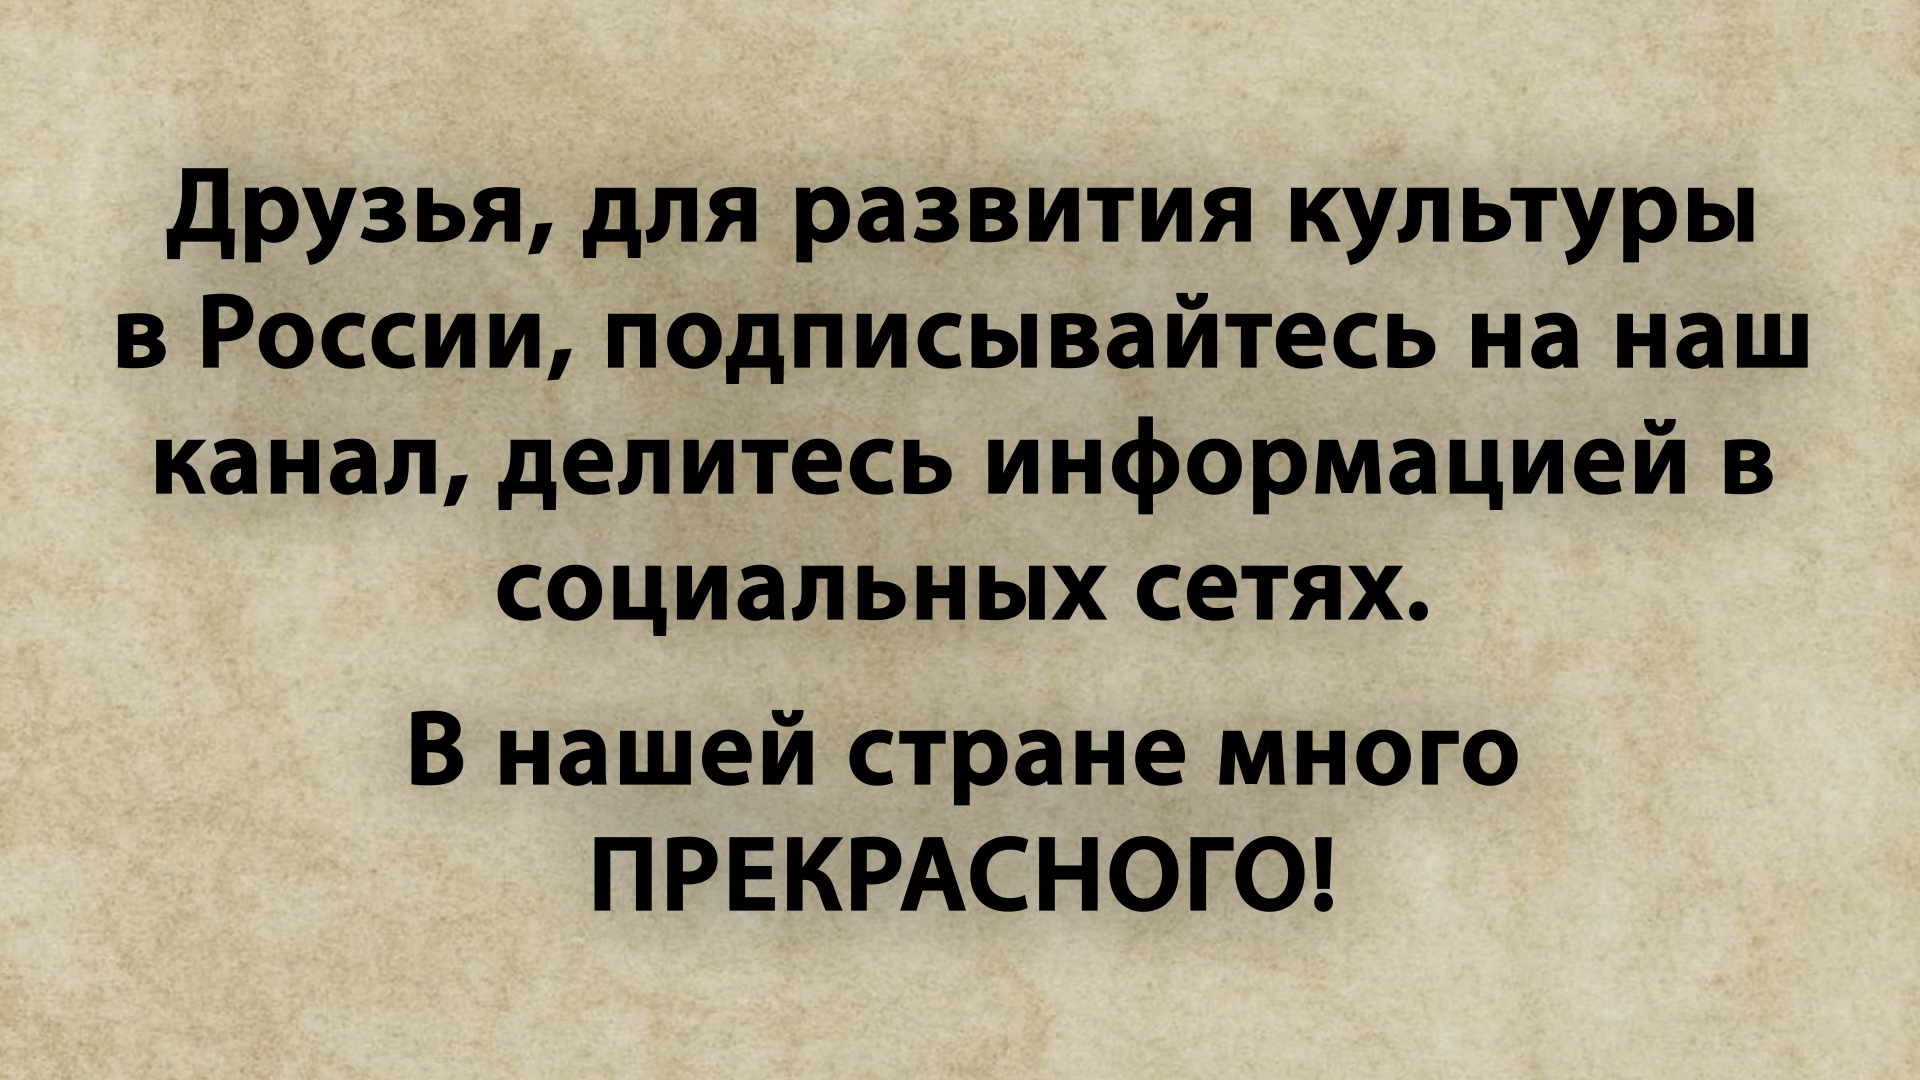 Друзья, для развития культуры
в России, подписывайтесь на наш
канал, делитесь информацией в
социальных сетях.
В нашей стране много
ПРЕКРАСНОГО!